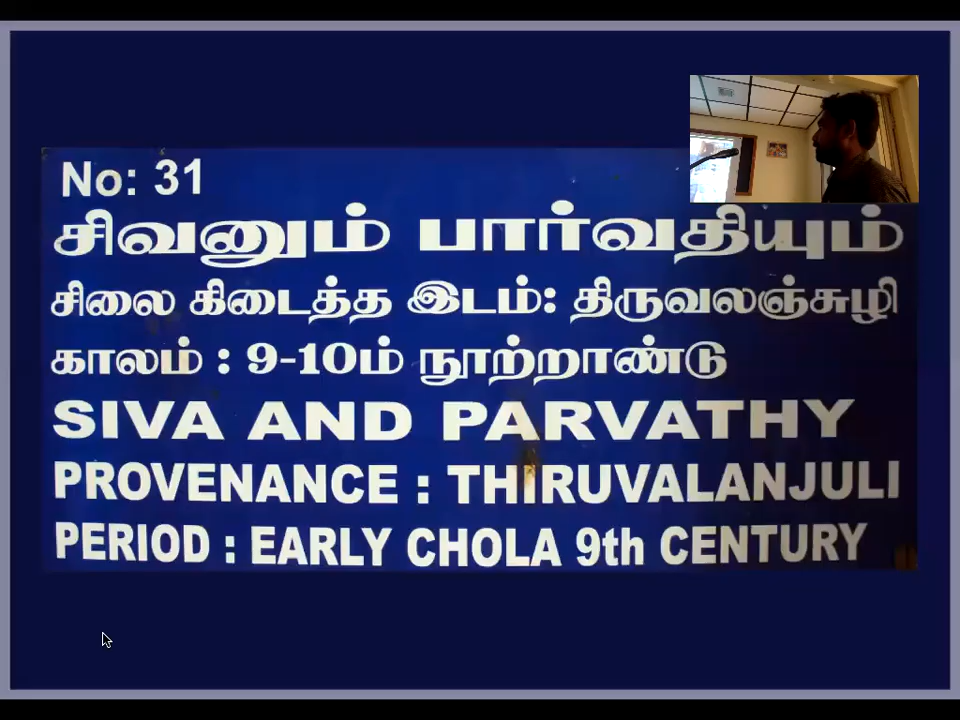 No: 31
சிவனும் பார்வதியும்
சிலை கிடைத்த இடம்: திருவலஞ்சுழி
காலம் : 9-10ம் நூற்றாண்டு
SIVA AND PARVATHY
PROVENANCE : THIRUVALANJULI
PERIOD : EARLY CHOLA 9th CENTURY